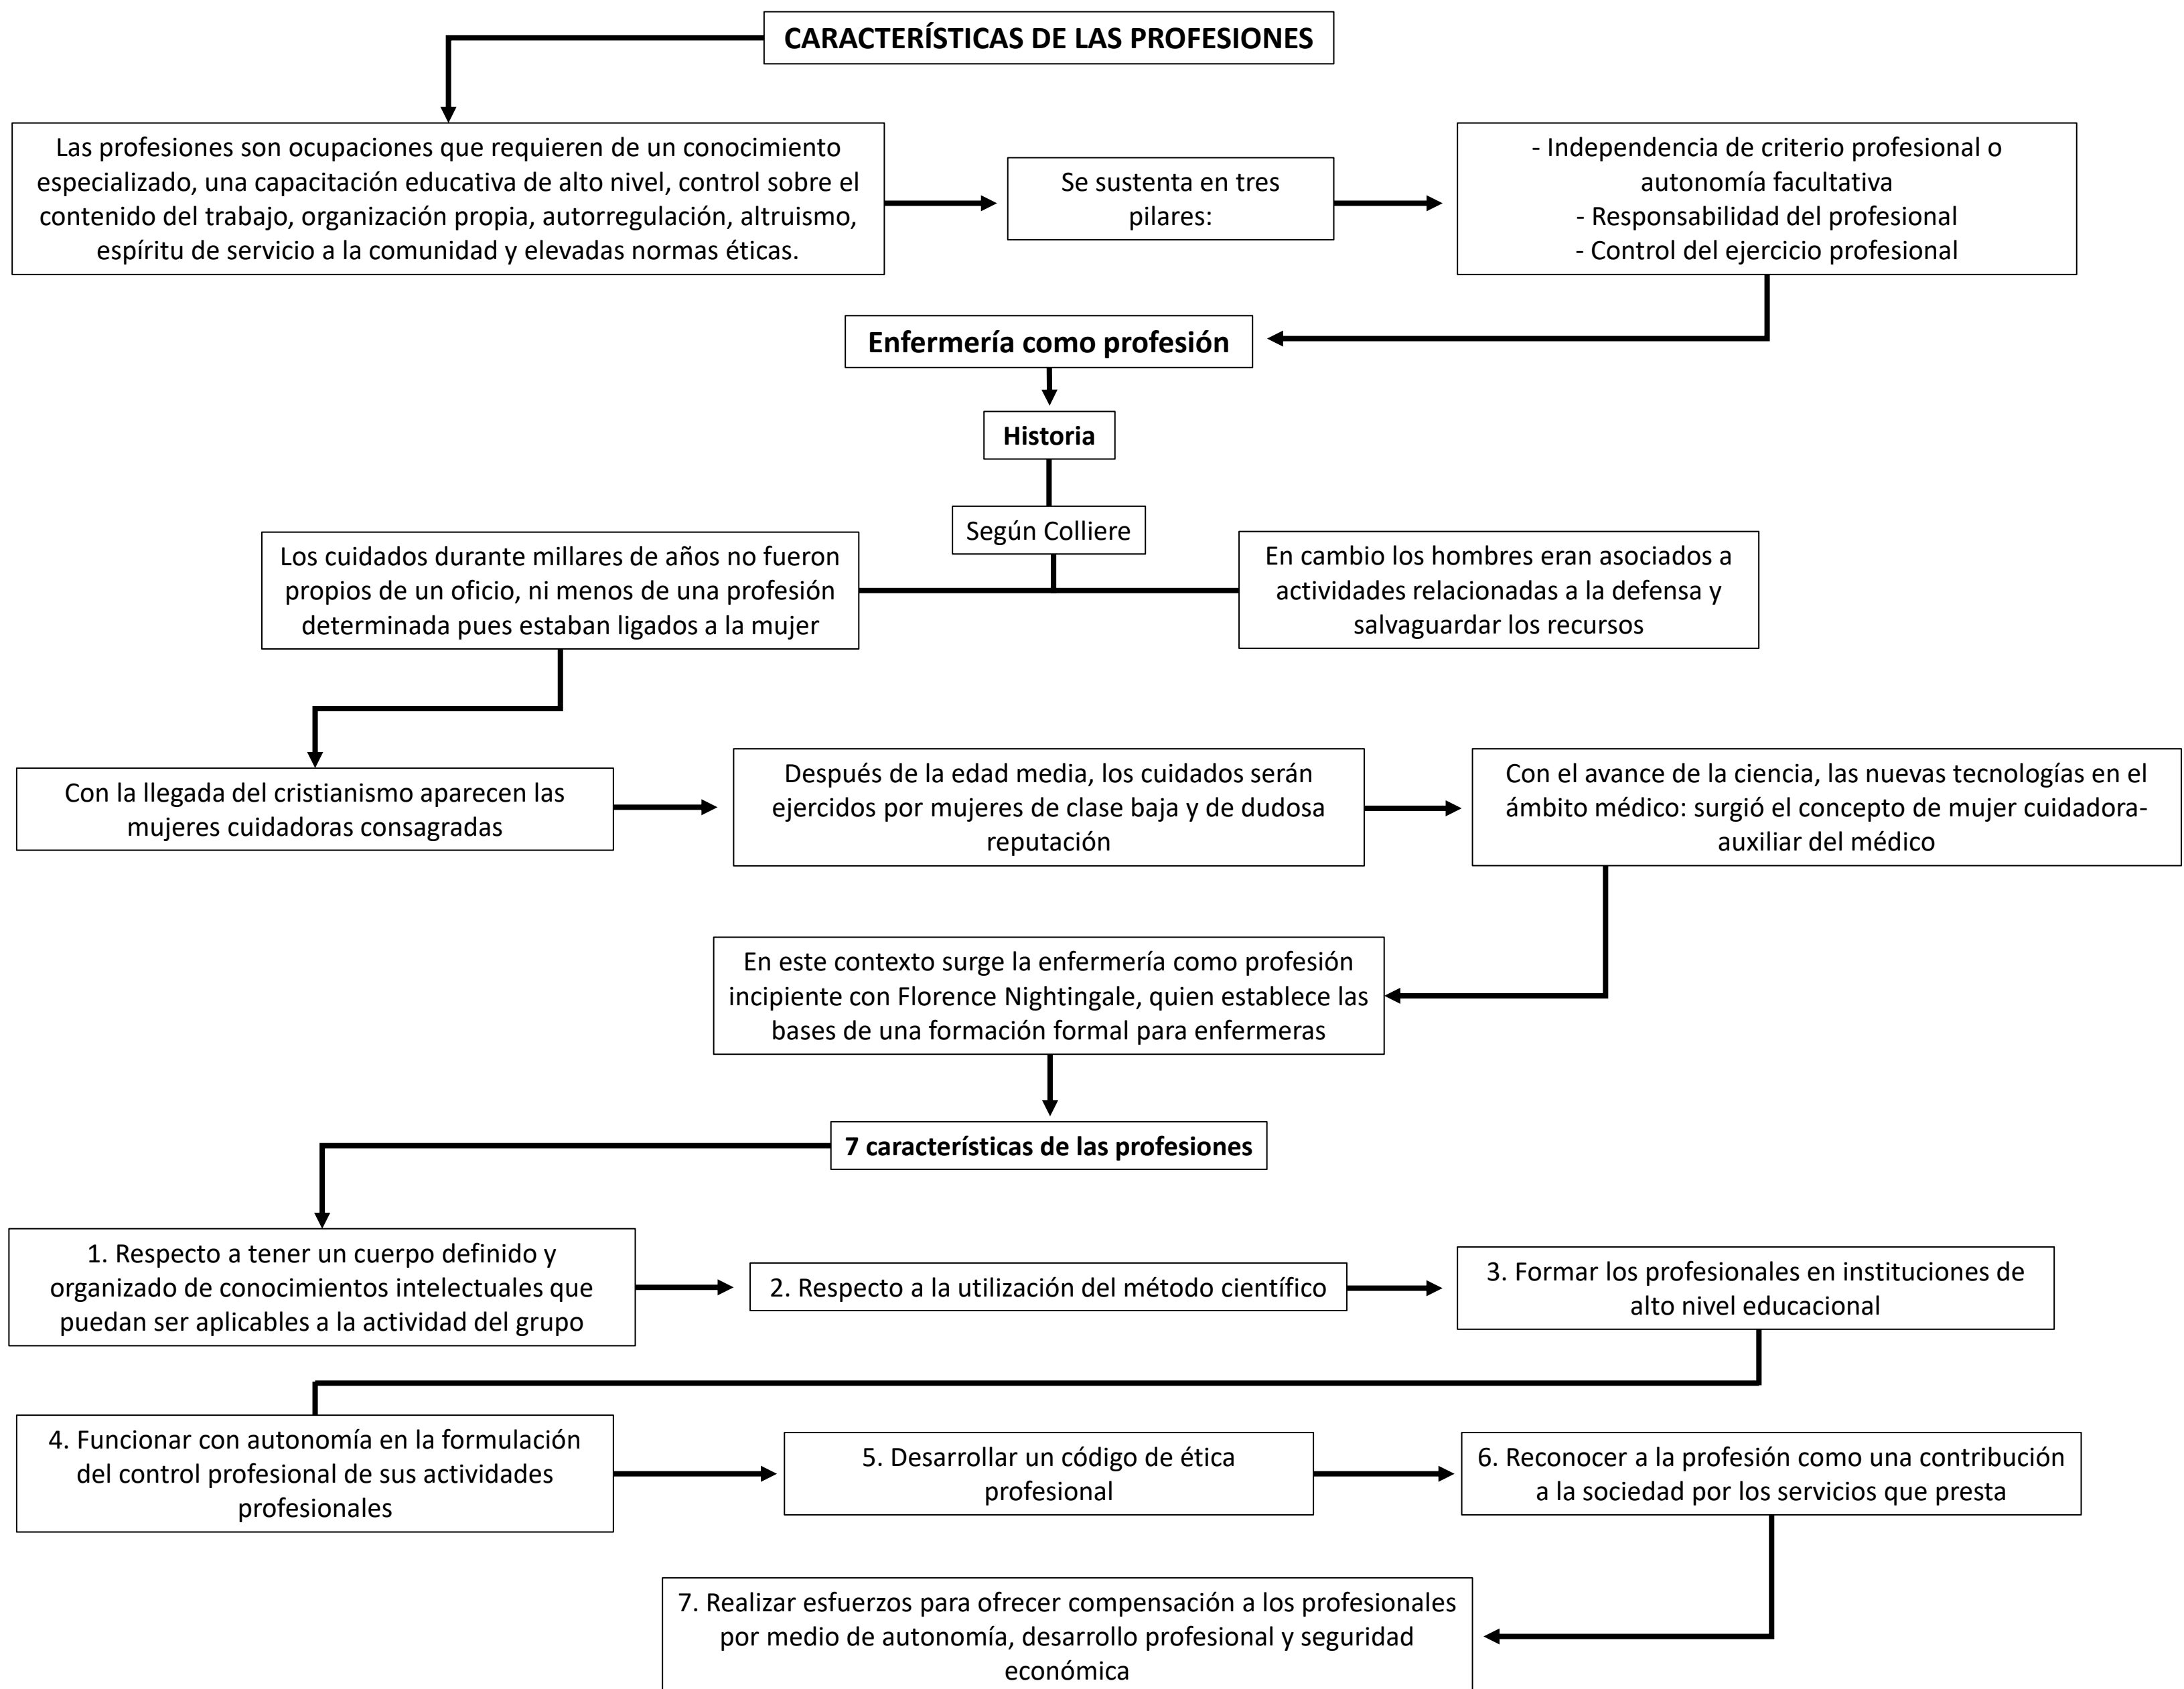 CARACTERÍSTICAS DE LAS PROFESIONES
Las profesiones son ocupaciones que requieren de un conocimiento
especializado, una capacitación educativa de alto nivel, control sobre el
contenido del trabajo, organización propia, autorregulación, altruismo,
espíritu de servicio a la comunidad y elevadas normas éticas.
Se sustenta en tres
pilares:
- Independencia de criterio profesional o
autonomía facultativa
- Responsabilidad del profesional
- Control del ejercicio profesional
Enfermería como profesión
Historia
Según Colliere
Los cuidados durante millares de años no fueron
propios de un oficio, ni menos de una profesión
determinada pues estaban ligados a la mujer
En cambio los hombres eran asociados a
actividades relacionadas a la defensa y
salvaguardar los recursos
Con la llegada del cristianismo aparecen las
mujeres cuidadoras consagradas
Después de la edad media, los cuidados serán
ejercidos por mujeres de clase baja y de dudosa
reputación
Con el avance de la ciencia, las nuevas tecnologías en el
ámbito médico: surgió el concepto de mujer cuidadora-
auxiliar del médico
En este contexto surge la enfermería como profesión
incipiente con Florence Nightingale, quien establece las
bases de una formación formal para enfermeras
7 características de las profesiones
1. Respecto a tener un cuerpo definido y
organizado de conocimientos intelectuales que
puedan ser aplicables a la actividad del grupo
2. Respecto a la utilización del método científico
3. Formar los profesionales en instituciones de
alto nivel educacional
4. Funcionar con autonomía en la formulación
del control profesional de sus actividades
profesionales
5. Desarrollar un código de ética
profesional
6. Reconocer a la profesión como una contribución
a la sociedad por los servicios que presta
7. Realizar esfuerzos para ofrecer compensación a los profesionales
por medio de autonomía, desarrollo profesional y seguridad
económica